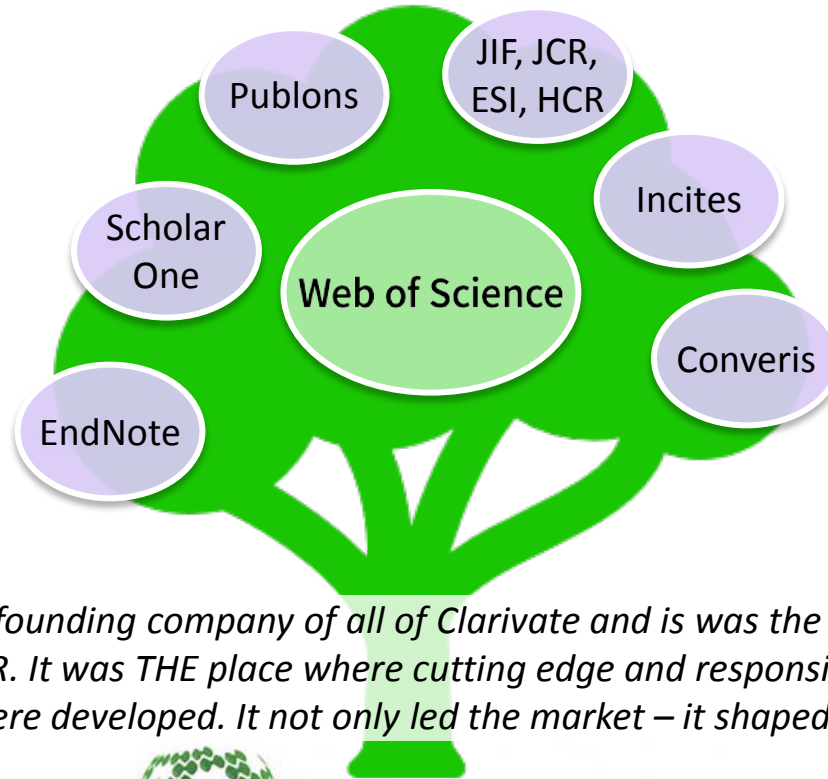 Publons
JIF, JCR,
ESI, HCR
Incites
Scholar
One
Web of Science
Converis
EndNote
founding company of all of Clarivate and is was the
R. It was THE place where cutting edge and responsi
ere developed. It not only led the market – it shaped